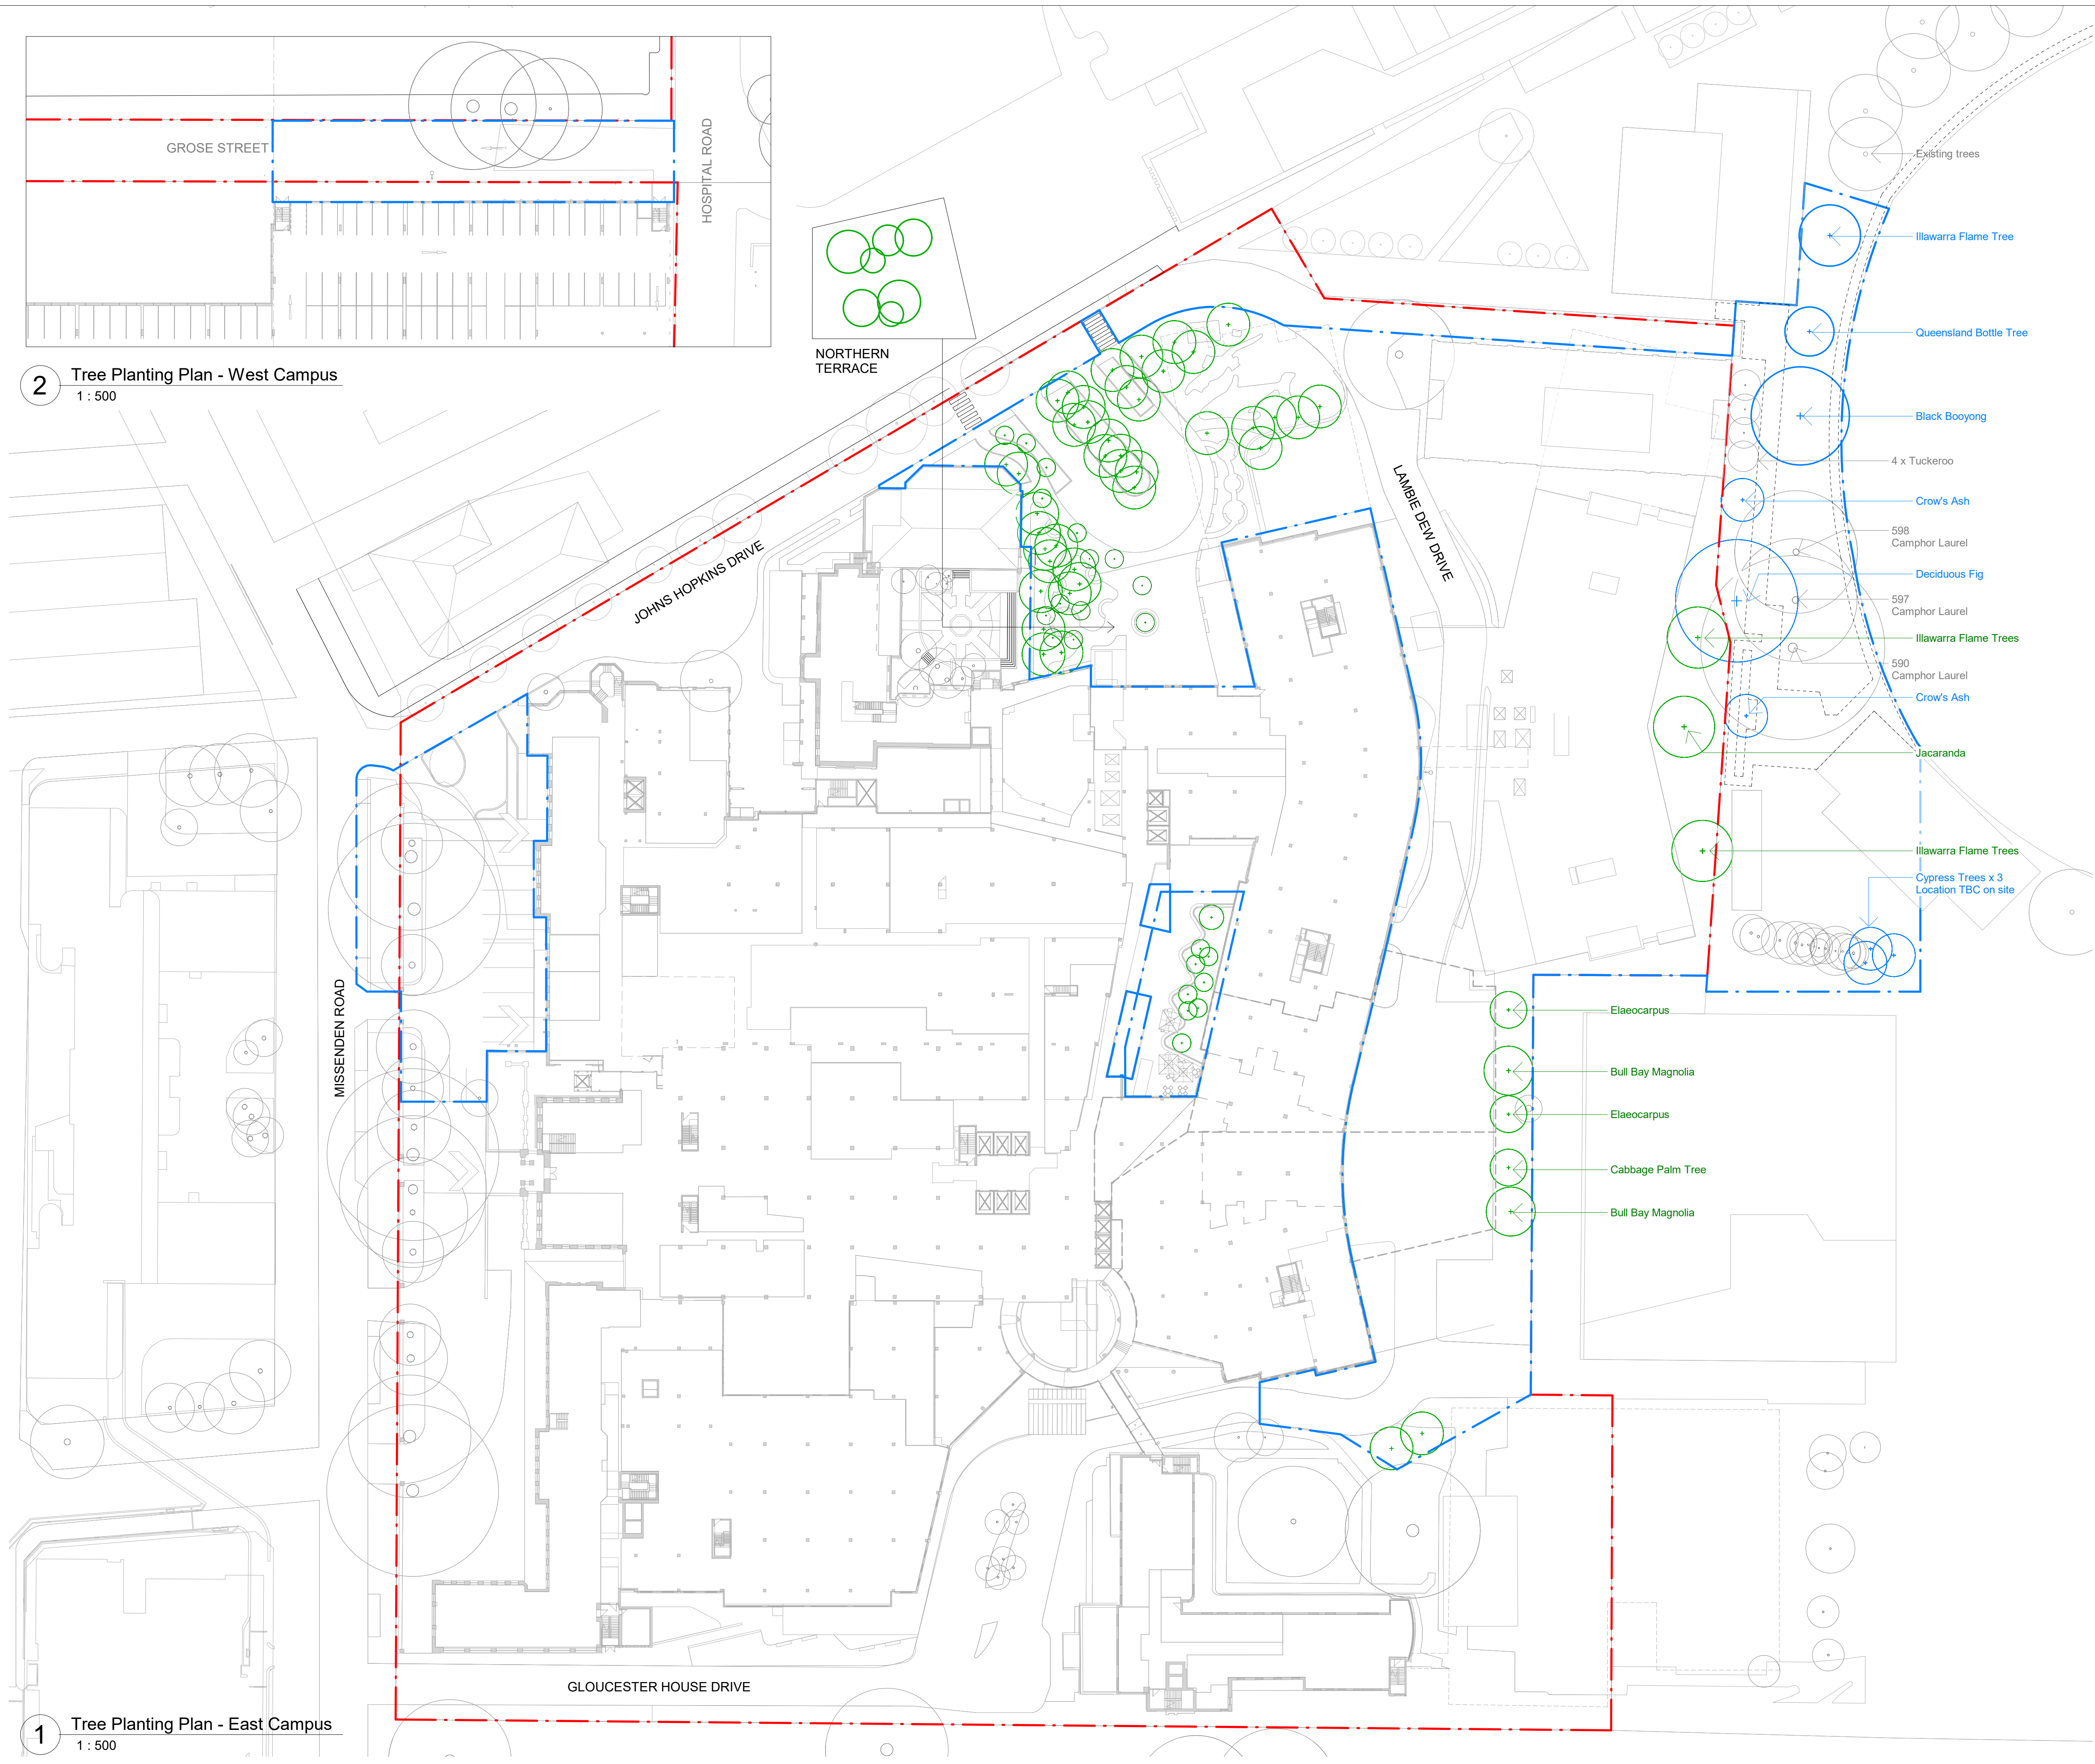 GROSE STREET
HOSPITAL ROAD
2
Tree Planting Plan - West Campus
1 : 500
NORTHERN
TERRACE
JOHNS HOPKINS DRIVE
LAMBIE DEW DRIVE
MISSENDEN ROAD
GLOUCESTER HOUSE DRIVE
Existing trees
Illawarra Flame Tree
Queensland Bottle Tree
Black Booyong
4 x Tuckeroo
Crow's Ash
598
Camphor Laurel
Deciduous Fig
597
Camphor Laurel
Illawarra Flame Trees
590
Camphor Laurel
Crow's Ash
Jacaranda
Illawarra Flame Trees
Cypress Trees x 3
Location TBC on site
Elaeocarpus
Bull Bay Magnolia
Elaeocarpus
Cabbage Palm Tree
Bull Bay Magnolia
1
Tree Planting Plan - East Campus
1 : 500